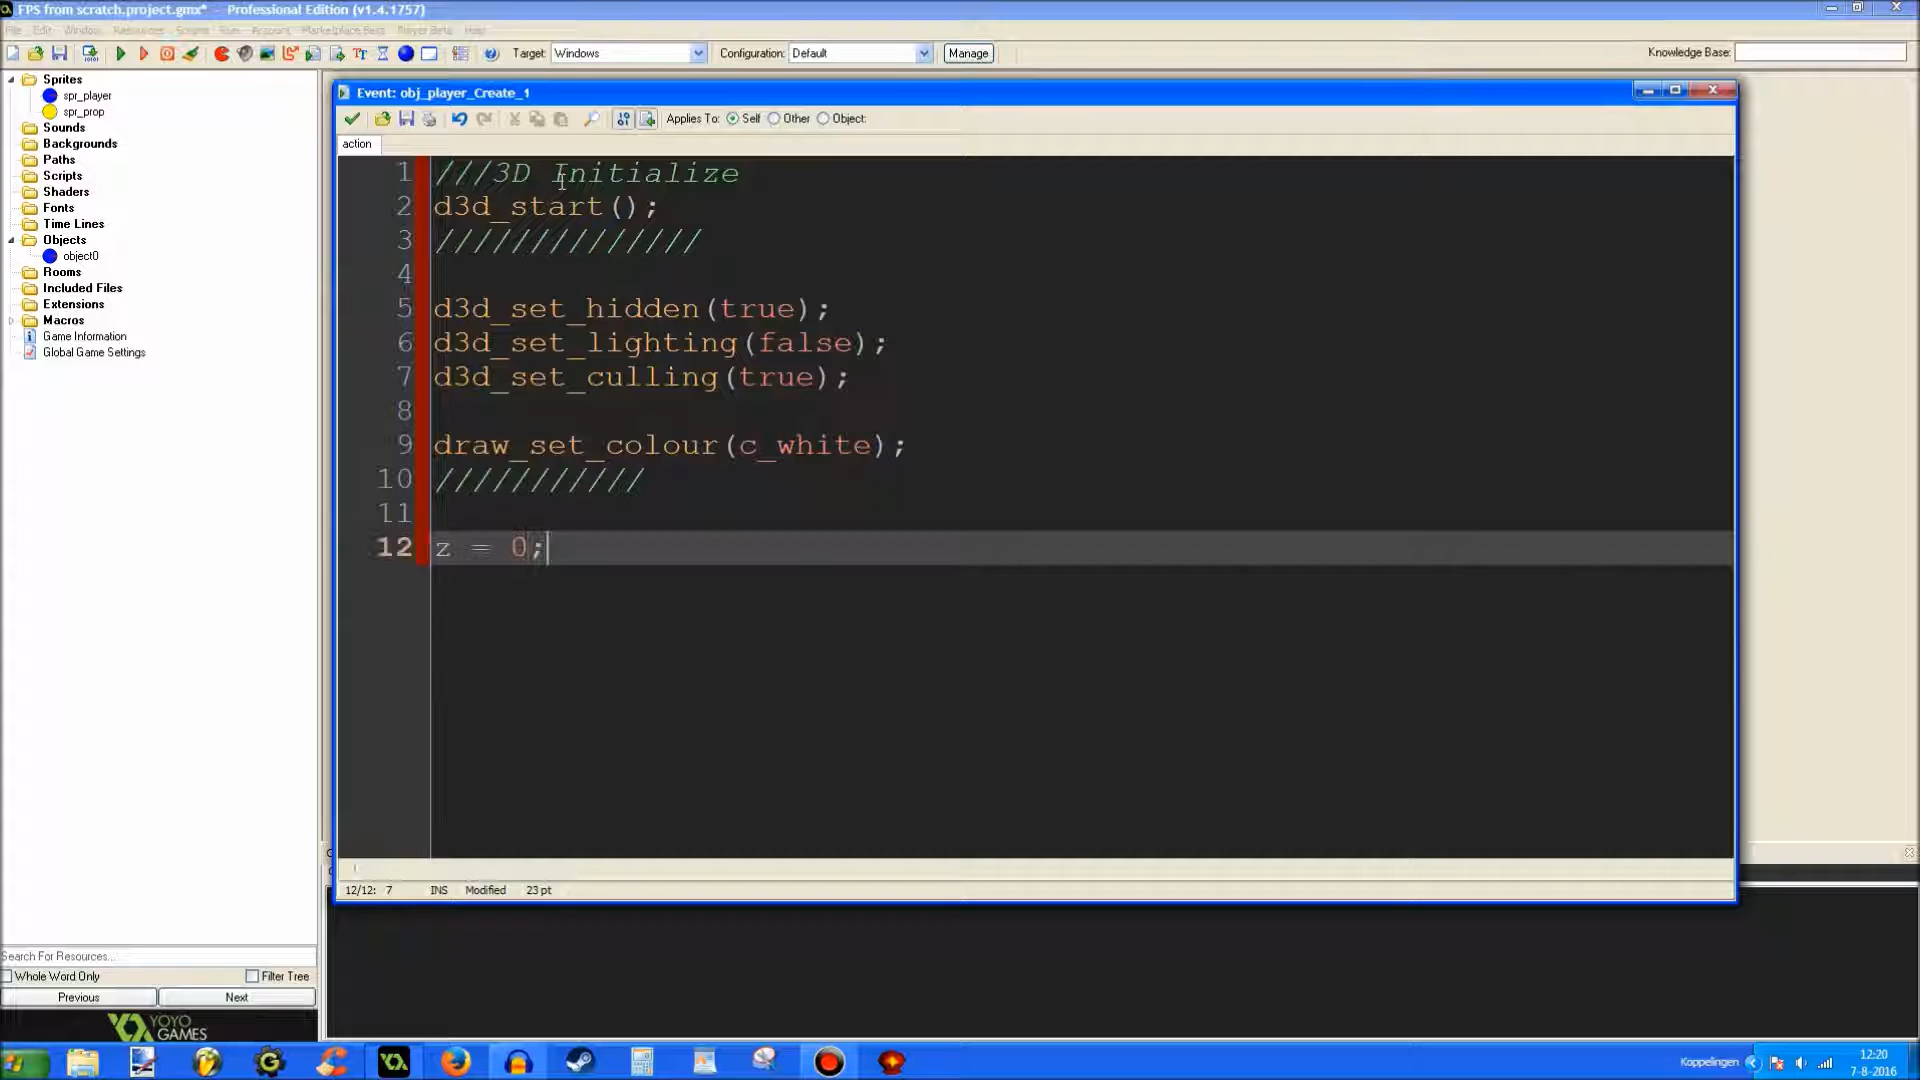 FPS from scratch.project.gmx* - Professional Edition (v1.4.1757)
File Edit Window Resources Scripts Run Account Marketplace Beta Player Beta Help
Target: Windows Configuration: Default Manage Knowledge Base:
Sprites
spr_player
spr_prop
Sounds
Backgrounds
Paths
Scripts
Shaders
Fonts
Time Lines
Objects
object0
Rooms
Included Files
Extensions
Macros
Game Information
Global Game Settings
Event: obj_player_Create_1
Applies To: Self Other Object:
action
1 ///3D Initialize
2 d3d_start();
3 //////////////
4
5 d3d_set_hidden(true);
6 d3d_set_lighting(false);
7 d3d_set_culling(true);
8
9 draw_set_colour(c_white);
10 ///////////
11
12 z = 0;
12/12: 7 INS Modified 23 pt
Search For Resources...
Whole Word Only Filter Tree
Previous Next
YOYO
GAMES
Koppelingen
12:20
7-8-2016